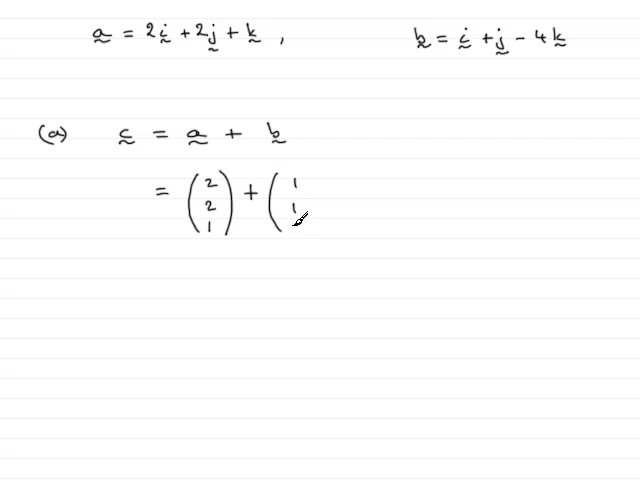 a = 2i + 2j + k , b = i + j - 4k
(a) c = a + b
= ( 2 ) + ( 1
2 1
1